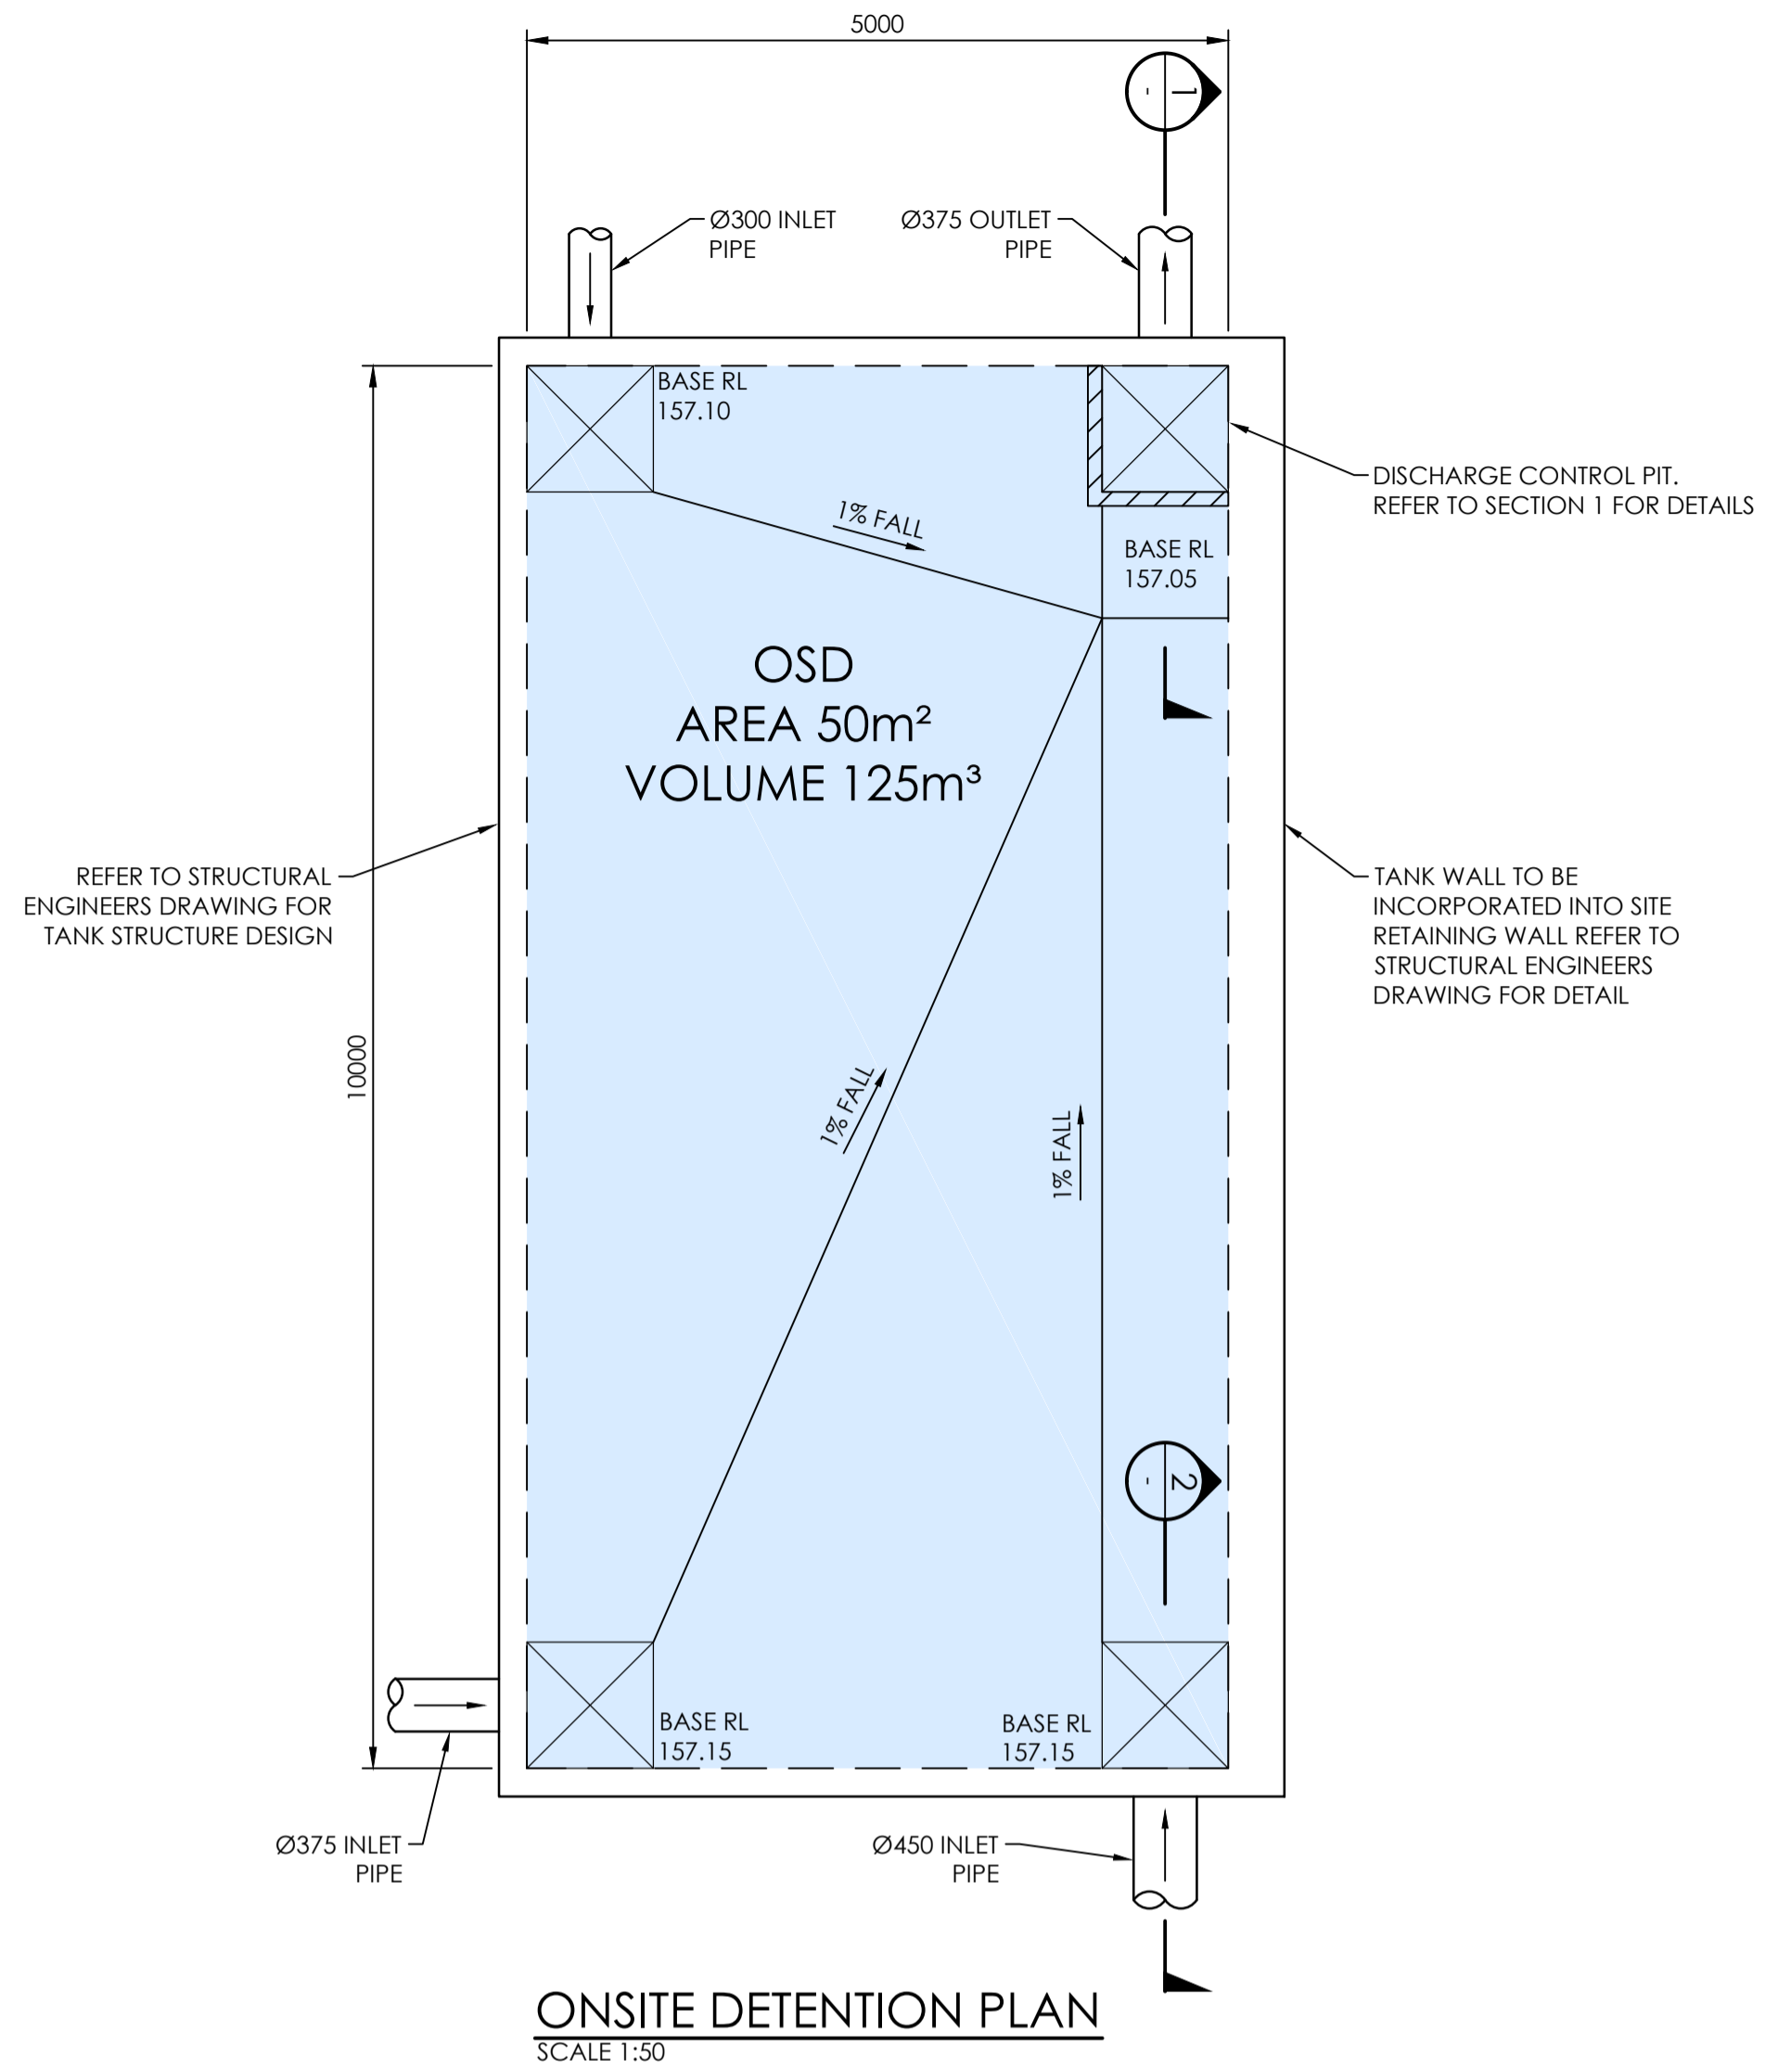 5000
1
-
Ø300 INLET
PIPE
Ø375 OUTLET
PIPE
BASE RL
157.10
DISCHARGE CONTROL PIT.
REFER TO SECTION 1 FOR DETAILS
1% FALL
BASE RL
157.05
OSD
AREA 50m²
VOLUME 125m³
REFER TO STRUCTURAL
ENGINEERS DRAWING FOR
TANK STRUCTURE DESIGN
TANK WALL TO BE
INCORPORATED INTO SITE
RETAINING WALL REFER TO
STRUCTURAL ENGINEERS
DRAWING FOR DETAIL
10000
1% FALL
1% FALL
2
-
BASE RL
157.15
BASE RL
157.15
Ø375 INLET
PIPE
Ø450 INLET
PIPE
ONSITE DETENTION PLAN
SCALE 1:50